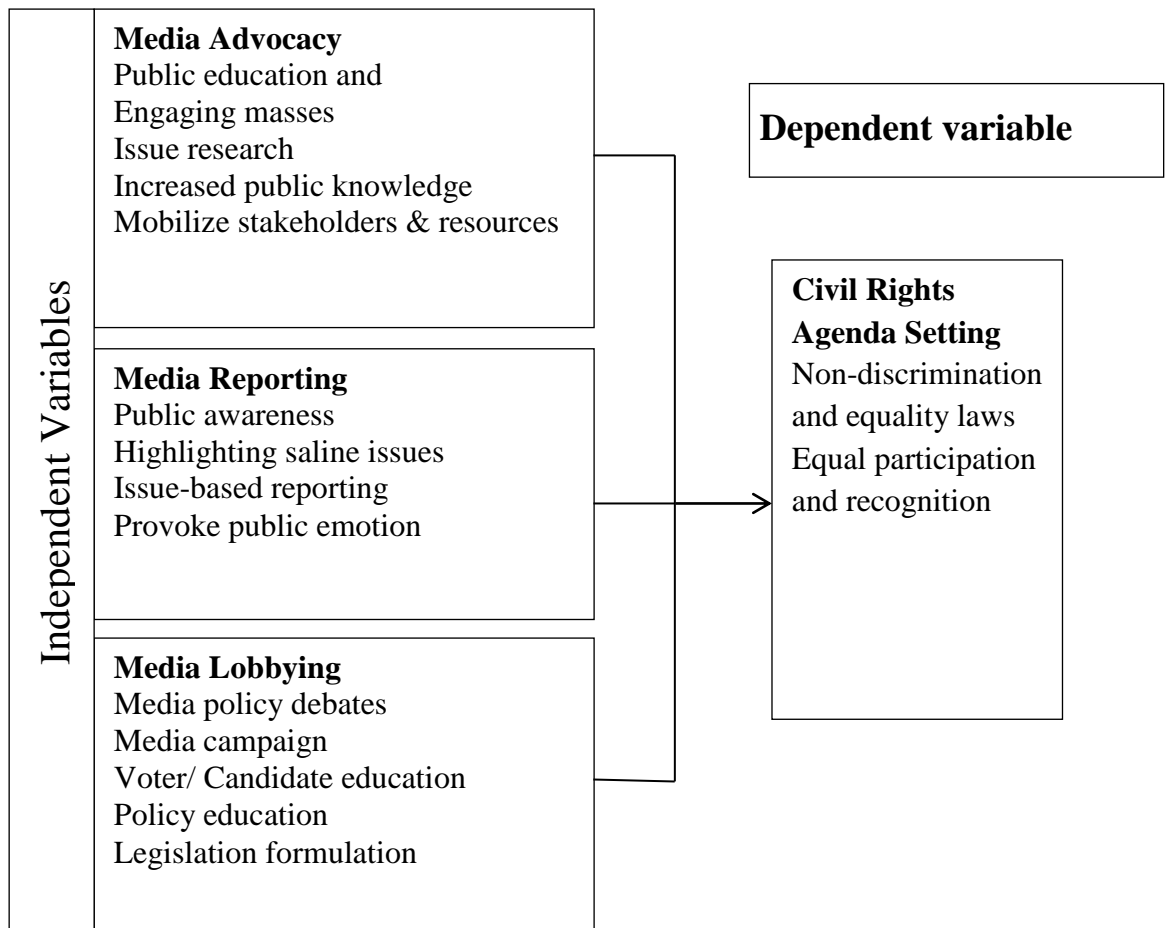 Independent Variables
Media Advocacy
Public education and
Engaging masses
Issue research
Increased public knowledge
Mobilize stakeholders & resources
Media Reporting
Public awareness
Highlighting saline issues
Issue-based reporting
Provoke public emotion
Media Lobbying
Media policy debates
Media campaign
Voter/ Candidate education
Policy education
Legislation formulation
Dependent variable
Civil Rights
Agenda Setting
Non-discrimination
and equality laws
Equal participation
and recognition